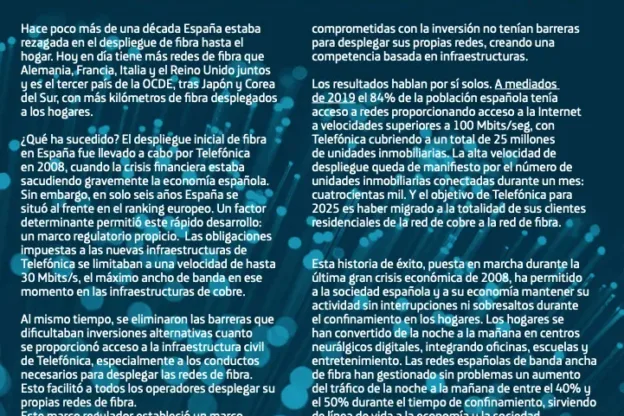 Hace poco más de una década España estaba
rezagada en el despliegue de fibra hasta el
hogar. Hoy en día tiene más redes de fibra que
Alemania, Francia, Italia y el Reino Unido juntos
y es el tercer país de la OCDE, tras Japón y Corea
del Sur, con más kilómetros de fibra desplegados
a los hogares.
¿Qué ha sucedido? El despliegue inicial de fibra
en España fue llevado a cabo por Telefónica
en 2008, cuando la crisis financiera estaba
sacudiendo gravemente la economía española.
Sin embargo, en solo seis años España se
situó al frente en el ranking europeo. Un factor
determinante permitió este rápido desarrollo:
un marco regulatorio propicio. Las obligaciones
impuestas a las nuevas infraestructuras de
Telefónica se limitaban a una velocidad de hasta
30 Mbits/s, el máximo ancho de banda en ese
momento en las infraestructuras de cobre.
Al mismo tiempo, se eliminaron las barreras que
dificultaban inversiones alternativas cuanto
se proporcionó acceso a la infraestructura civil
de Telefónica, especialmente a los conductos
necesarios para desplegar las redes de fibra.
Esto facilitó a todos los operadores desplegar su
propias redes de fibra.
Este marco regulador estableció un marco
comprometidas con la inversión no tenían barreras
para desplegar sus propias redes, creando una
competencia basada en infraestructuras.
Los resultados hablan por sí solos. A mediados
de 2019 el 84% de la población española tenía
acceso a redes proporcionando acceso a la Internet
a velocidades superiores a 100 Mbits/seg, con
Telefónica cubriendo a un total de 25 millones
de unidades inmobiliarias. La alta velocidad de
despliegue queda de manifiesto por el número de
unidades inmobiliarias conectadas durante un mes:
cuatrocientas mil. Y el objetivo de Telefónica para
2025 es haber migrado a la totalidad de sus clientes
residenciales de la red de cobre a la red de fibra.
Esta historia de éxito, puesta en marcha durante la
última gran crisis económica de 2008, ha permitido
a la sociedad española y a su economía mantener su
actividad sin interrupciones ni sobresaltos durante
el confinamiento en los hogares. Los hogares se
han convertido de la noche a la mañana en centros
neurálgicos digitales, integrando oficinas, escuelas y
entretenimiento. Las redes españolas de banda ancha
de fibra han gestionado sin problemas un aumento
del tráfico de la noche a la mañana de entre el 40% y
el 50% durante el tiempo de confinamiento, sirviendo
de línea de vida a la economía y la sociedad